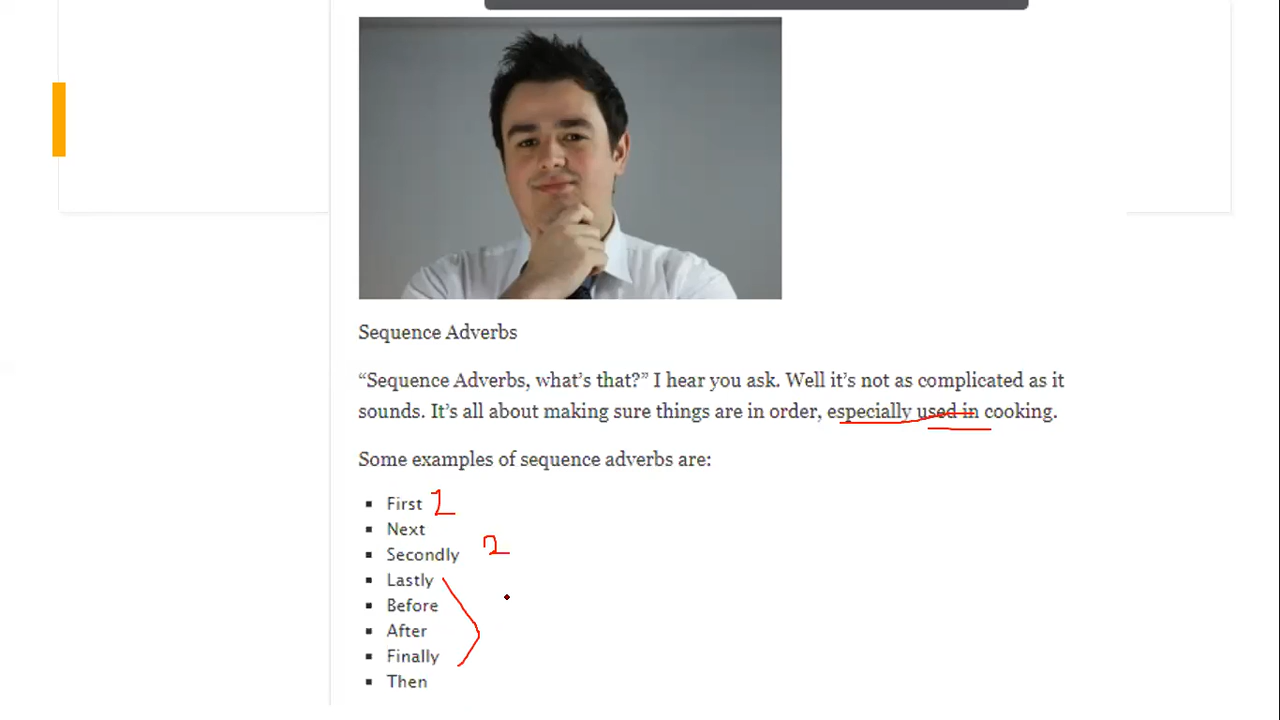 Sequence Adverbs
“Sequence Adverbs, what’s that?” I hear you ask. Well it’s not as complicated as it
sounds. It’s all about making sure things are in order, especially used in cooking.
Some examples of sequence adverbs are:
▪ First 1
▪ Next
▪ Secondly 2
▪ Lastly
▪ Before
▪ After
▪ Finally
▪ Then